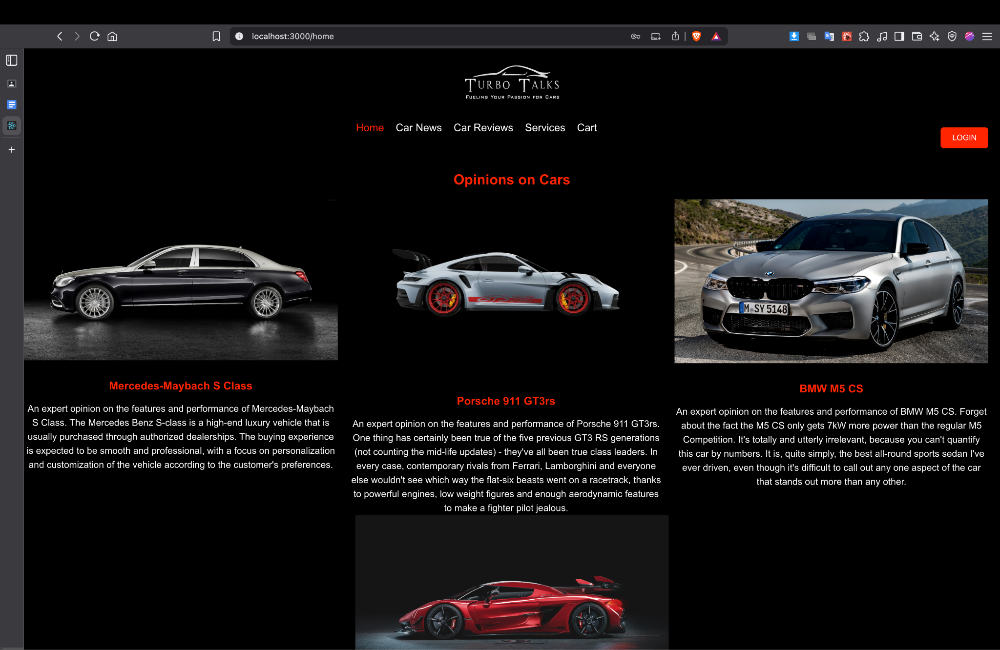 localhost:3000/home
TURBO TALKS
FUELING YOUR PASSION FOR CARS
Home Car News Car Reviews Services Cart
LOGIN
Opinions on Cars
GT3RS
M SY 5148
Mercedes-Maybach S Class
An expert opinion on the features and performance of Mercedes-Maybach
S Class. The Mercedes Benz S-class is a high-end luxury vehicle that is
usually purchased through authorized dealerships. The buying experience
is expected to be smooth and professional, with a focus on personalization
and customization of the vehicle according to the customer's preferences.
Porsche 911 GT3rs
An expert opinion on the features and performance of Porsche 911 GT3rs.
One thing has certainly been true of the five previous GT3 RS generations
(not counting the mid-life updates) - they've all been true class leaders. In
every case, contemporary rivals from Ferrari, Lamborghini and everyone
else wouldn't see which way the flat-six beasts went on a racetrack, thanks
to powerful engines, low weight figures and enough aerodynamic features
to make a fighter pilot jealous.
BMW M5 CS
An expert opinion on the features and performance of BMW M5 CS. Forget
about the fact the M5 CS only gets 7kW more power than the regular M5
Competition. It's totally and utterly irrelevant, because you can't quantify
this car by numbers. It is, quite simply, the best all-round sports sedan I've
ever driven, even though it's difficult to call out any one aspect of the car
that stands out more than any other.